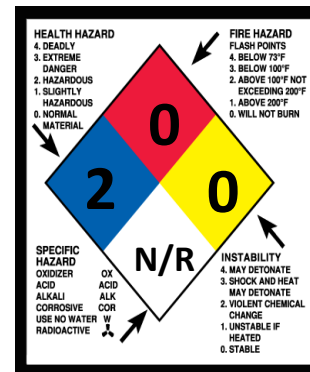 HEALTH HAZARD
4. DEADLY
3. EXTREME
DANGER
2. HAZARDOUS
1. SLIGHTLY
HAZARDOUS
0. NORMAL
MATERIAL
FIRE HAZARD
FLASH POINTS
4. BELOW 73°F
3. BELOW 100°F
2. ABOVE 100°F NOT
EXCEEDING 200°F
1. ABOVE 200°F
0. WILL NOT BURN
0
2
0
N/R
SPECIFIC
HAZARD
OXIDIZER OX
ACID ACID
ALKALI ALK
CORROSIVE COR
USE NO WATER W
RADIOACTIVE
INSTABILITY
4. MAY DETONATE
3. SHOCK AND HEAT
MAY DETONATE
2. VIOLENT CHEMICAL
CHANGE
1. UNSTABLE IF
HEATED
0. STABLE